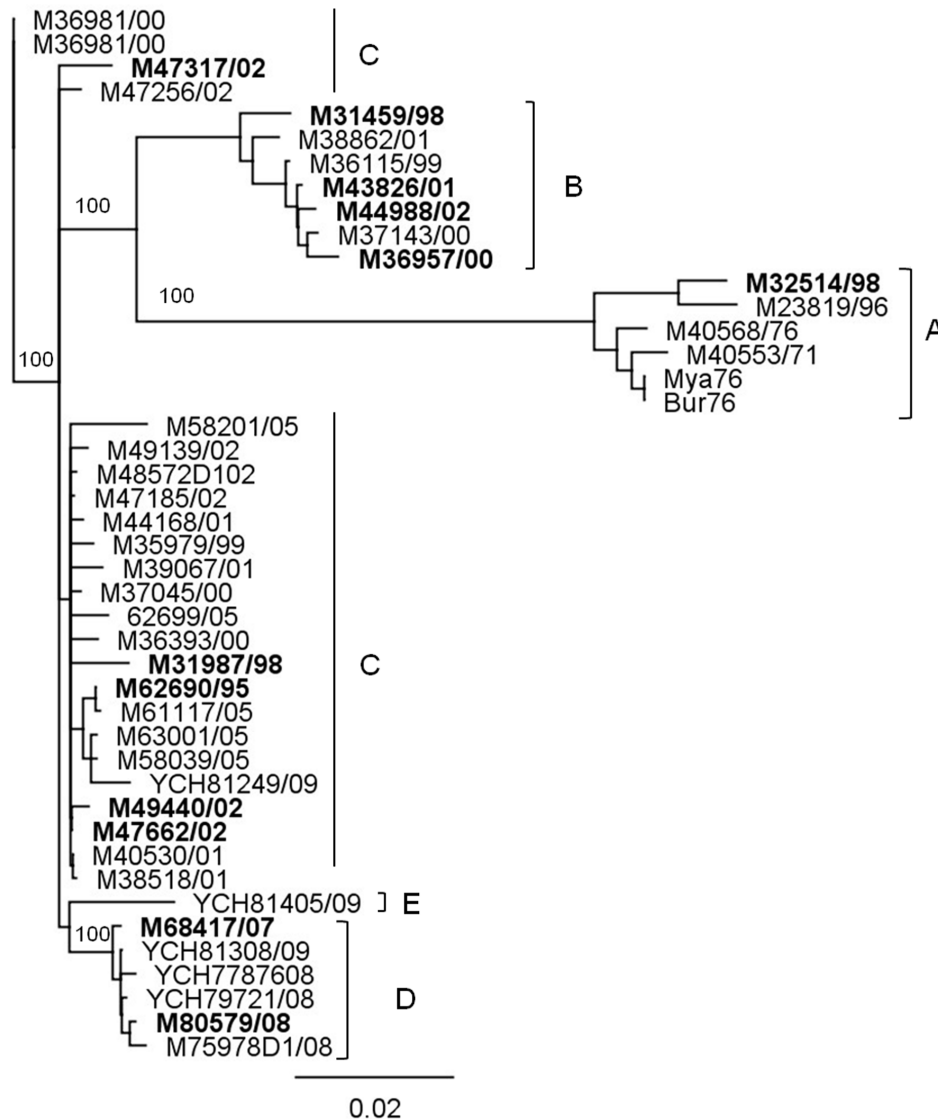 M36981/00
M36981/00
C
M47317/02
M47256/02
M31459/98
M38862/01
M36115/99
B
M43826/01
100
M44988/02
M37143/00
M36957/00
M32514/98
100
M23819/96
A
M40568/76
M40553/71
100
Mya76
Bur76
M58201/05
M49139/02
M48572D102
M47185/02
M44168/01
M35979/99
M39067/01
M37045/00
62699/05
M36393/00
M31987/98
C
M62690/95
M61117/05
M63001/05
M58039/05
YCH81249/09
M49440/02
M47662/02
M40530/01
M38518/01
YCH81405/09
E
M68417/07
100
YCH81308/09
YCH7787608
YCH79721/08
D
M80579/08
M75978D1/08
0.02